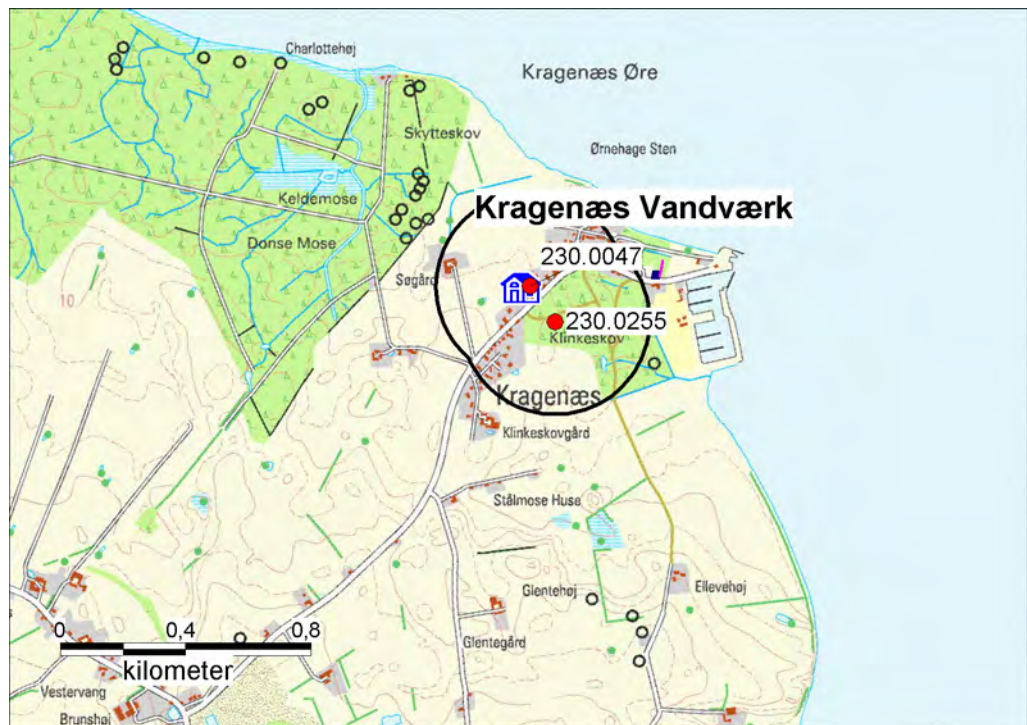 Charlottehøj
Kragenæs Øre
Skytteskov
Ørnehage Sten
Keldemose
Kragenæs Vandværk
Donse Mose
230.0047
Søgård
10
230.0255
Klinkeskov
Kragenæs
Klinkeskovgård
Stålmose Huse
Glentehøj
Ellevehøj
0 0,4 0,8
Glentegård
kilometer
Vestervang
Brunshøj